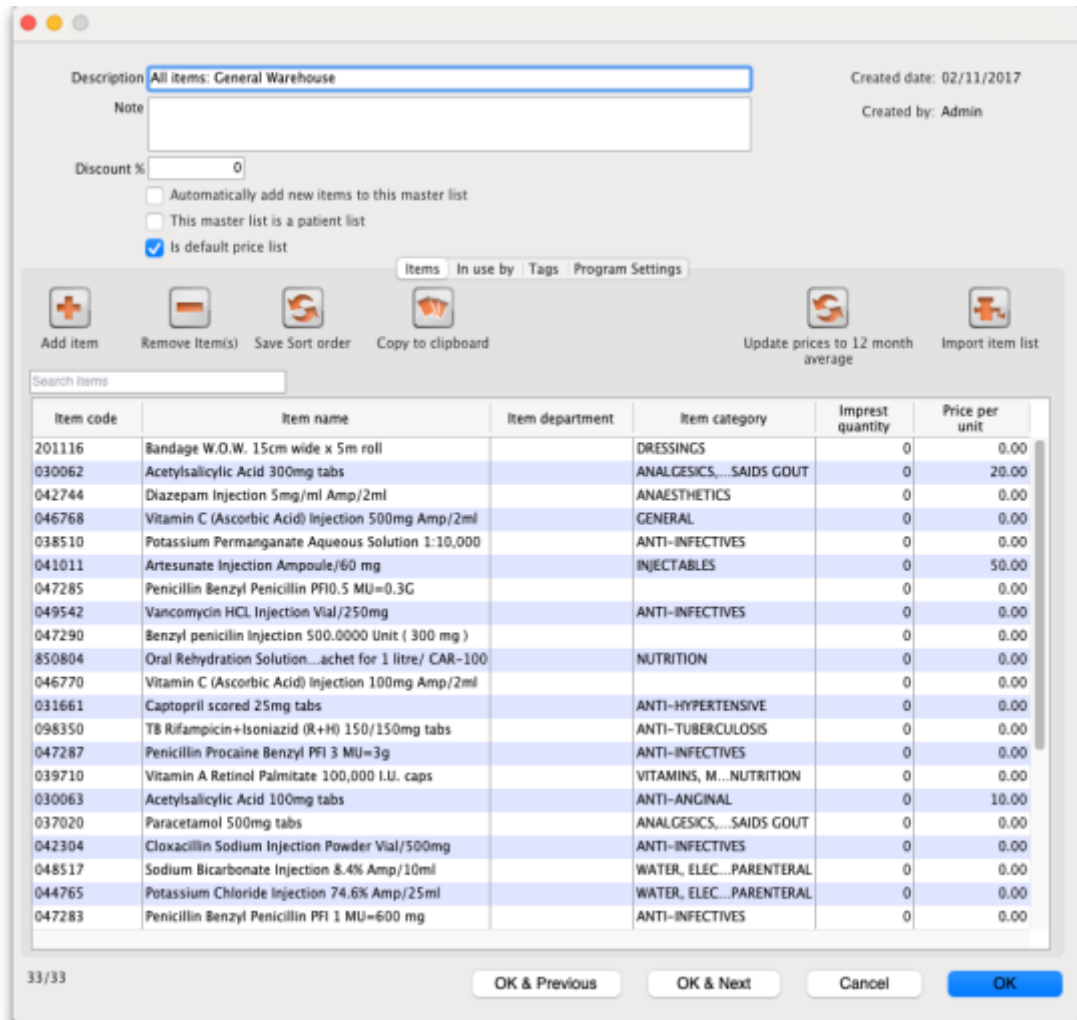 Description All items: General Warehouse Created date: 02/11/2017
Note Created by: Admin
Discount % 0
Automatically add new items to this master list
This master list is a patient list
Is default price list
Items In use by Tags Program Settings
Add item Remove Item(s) Save Sort order Copy to clipboard Update prices to 12 month average Import item list
Search items
Item code Item name Item department Item category Imprest quantity Price per unit
201116 Bandage W.O.W. 15cm wide x 5m roll DRESSINGS 0 0.00
030062 Acetylsalicylic Acid 300mg tabs ANALGESICS,...SAIDS GOUT 0 20.00
042744 Diazepam Injection 5mg/ml Amp/2ml ANAESTHETICS 0 0.00
046768 Vitamin C (Ascorbic Acid) Injection 500mg Amp/2ml GENERAL 0 0.00
038510 Potassium Permanganate Aqueous Solution 1:10,000 ANTI-INFECTIVES 0 0.00
041011 Artesunate Injection Ampoule/60 mg INJECTABLES 0 50.00
047285 Penicillin Benzyl Penicillin PFI0.5 MU=0.3G 0 0.00
049542 Vancomycin HCL Injection Vial/250mg ANTI-INFECTIVES 0 0.00
047290 Benzyl penicilin Injection 500.0000 Unit ( 300 mg ) 0 0.00
850804 Oral Rehydration Solution...achet for 1 litre/ CAR-100 NUTRITION 0 0.00
046770 Vitamin C (Ascorbic Acid) Injection 100mg Amp/2ml 0 0.00
031661 Captopril scored 25mg tabs ANTI-HYPERTENSIVE 0 0.00
098350 TB Rifampicin+Isoniazid (R+H) 150/150mg tabs ANTI-TUBERCULOSIS 0 0.00
047287 Penicillin Procaine Benzyl PFI 3 MU=3g ANTI-INFECTIVES 0 0.00
039710 Vitamin A Retinol Palmitate 100,000 I.U. caps VITAMINS, M...NUTRITION 0 0.00
030063 Acetylsalicylic Acid 100mg tabs ANTI-ANGINAL 0 10.00
037020 Paracetamol 500mg tabs ANALGESICS,...SAIDS GOUT 0 0.00
042304 Cloxacillin Sodium Injection Powder Vial/500mg ANTI-INFECTIVES 0 0.00
048517 Sodium Bicarbonate Injection 8.4% Amp/10ml WATER, ELEC...PARENTERAL 0 0.00
044765 Potassium Chloride Injection 74.6% Amp/25ml WATER, ELEC...PARENTERAL 0 0.00
047283 Penicillin Benzyl Penicillin PFI 1 MU=600 mg ANTI-INFECTIVES 0 0.00
33/33 OK & Previous OK & Next Cancel OK